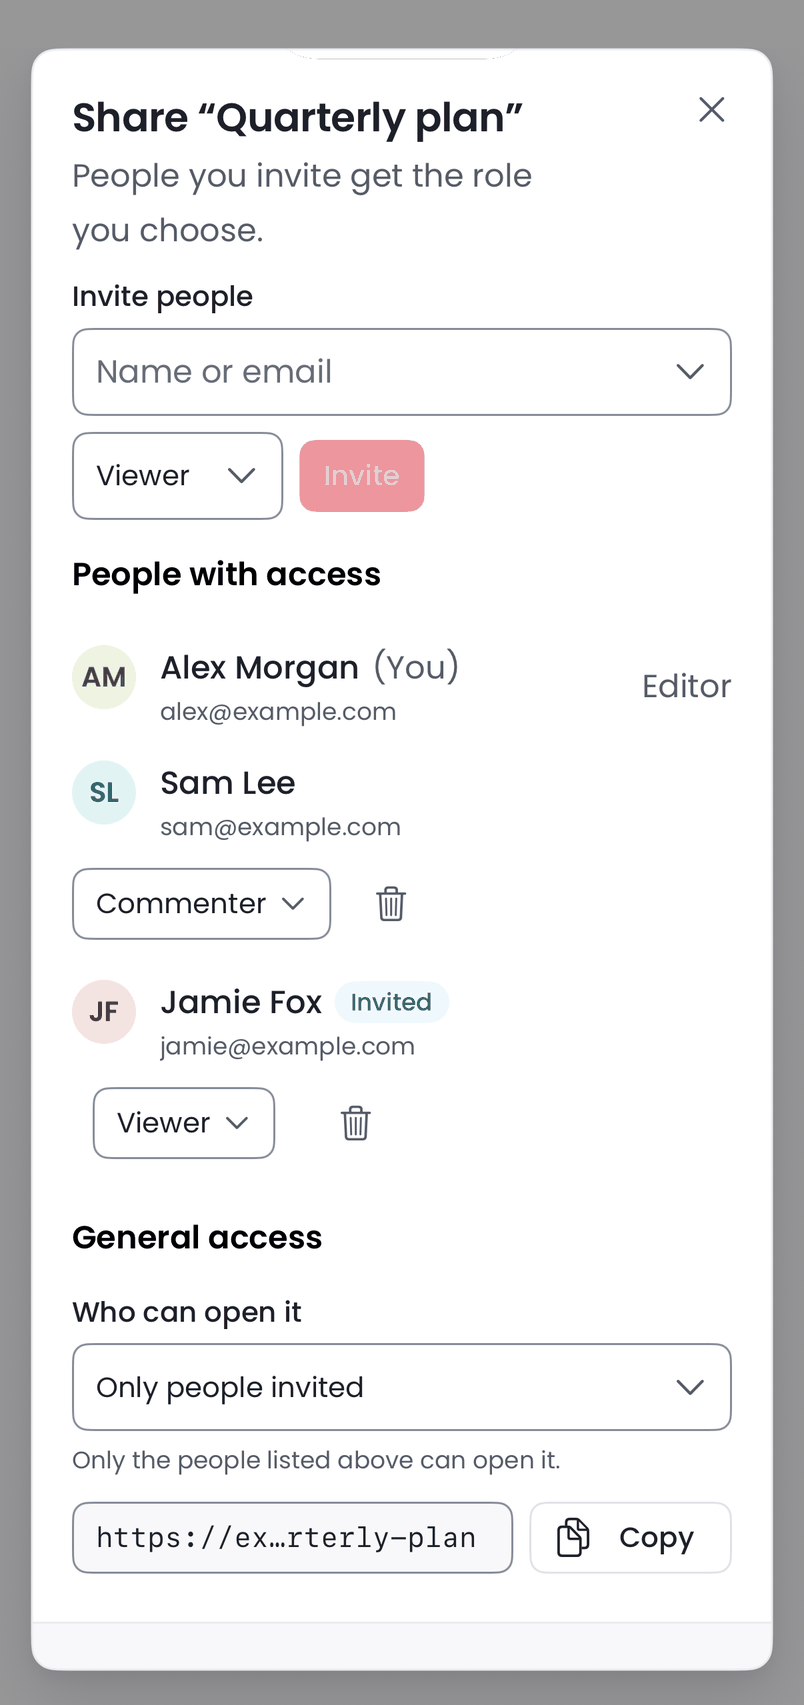 Share “Quarterly plan”
People you invite get the role
you choose.
Invite people
Name or email
Viewer
Invite
People with access
AM
Alex Morgan (You)
alex@example.com
Editor
SL
Sam Lee
sam@example.com
Commenter
JF
Jamie Fox
Invited
jamie@example.com
Viewer
General access
Who can open it
Only people invited
Only the people listed above can open it.
https://ex…rterly-plan
Copy